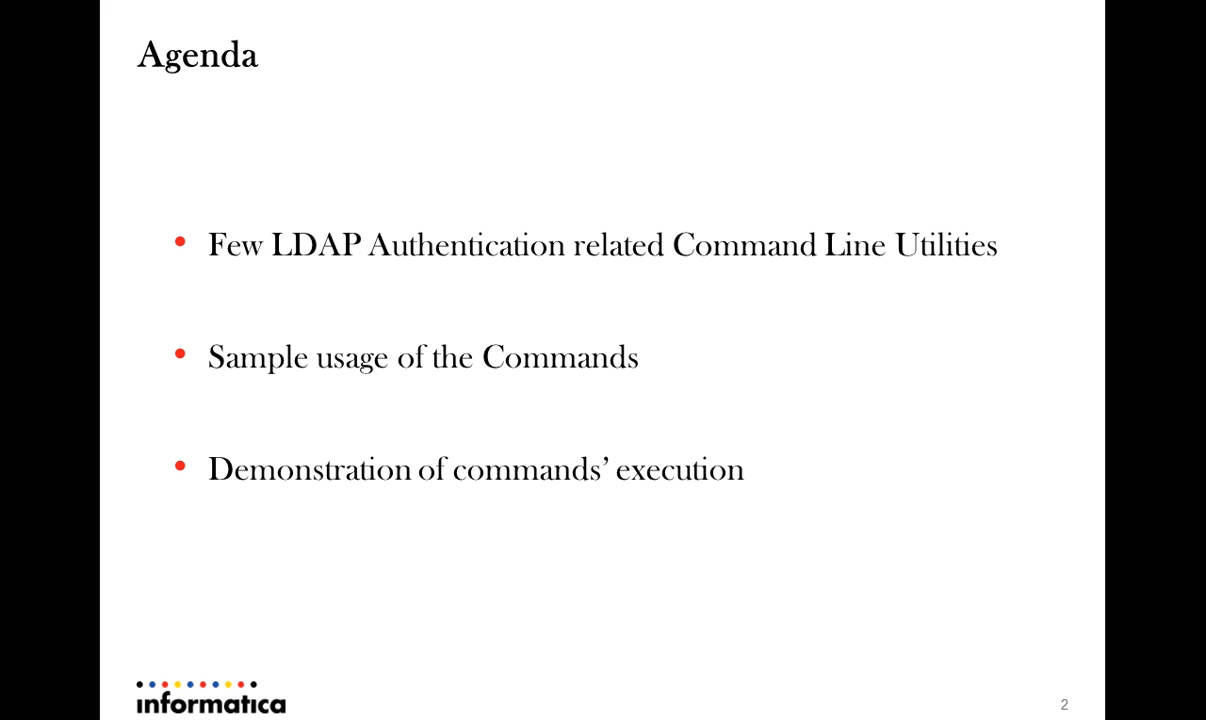 Agenda
• Few LDAP Authentication related Command Line Utilities
• Sample usage of the Commands
• Demonstration of commands’ execution
informatica
2